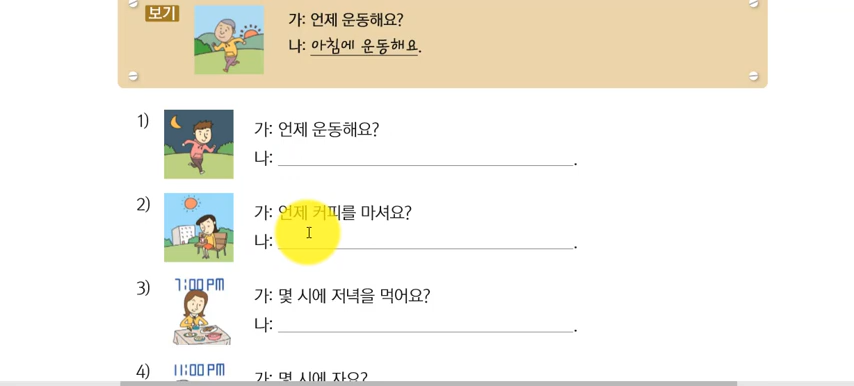 보기
가: 언제 운동해요?
나: 아침에 운동해요.
1)
가: 언제 운동해요?
나: .
2)
가: 언제 커피를 마셔요?
나: .
3)
7:00 PM
가: 몇 시에 저녁을 먹어요?
나: .
4)
11:00 PM
가: 몇 시에 자요?